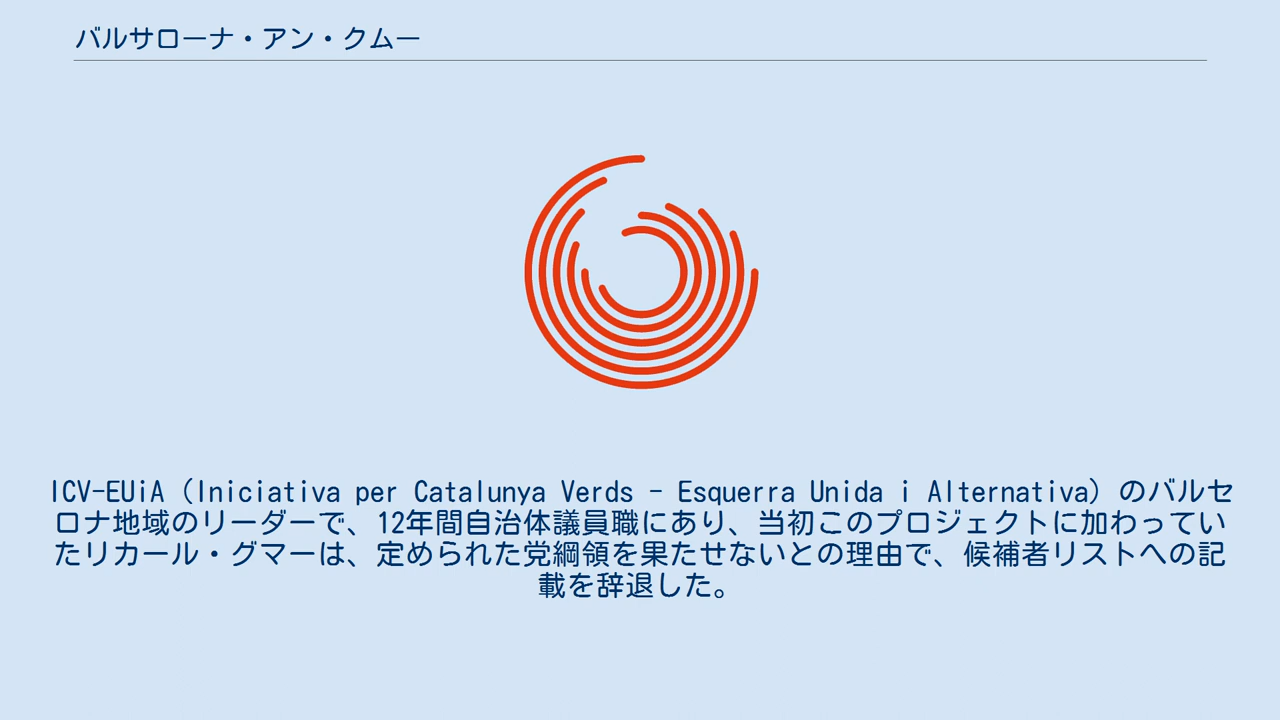 バルサローナ・アン・クムー
ICV-EUiA（Iniciativa per Catalunya Verds - Esquerra Unida i Alternativa）のバルセ
ロナ地域のリーダーで、12年間自治体議員職にあり、当初このプロジェクトに加わってい
たリカール・グマーは、定められた党綱領を果たせないとの理由で、候補者リストへの記
載を辞退した。